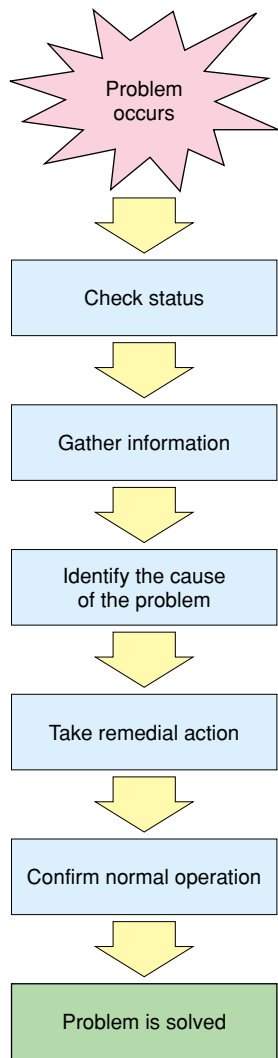 Problem
occurs
Check status
Gather information
Identify the cause
of the problem
Take remedial action
Confirm normal operation
Problem is solved